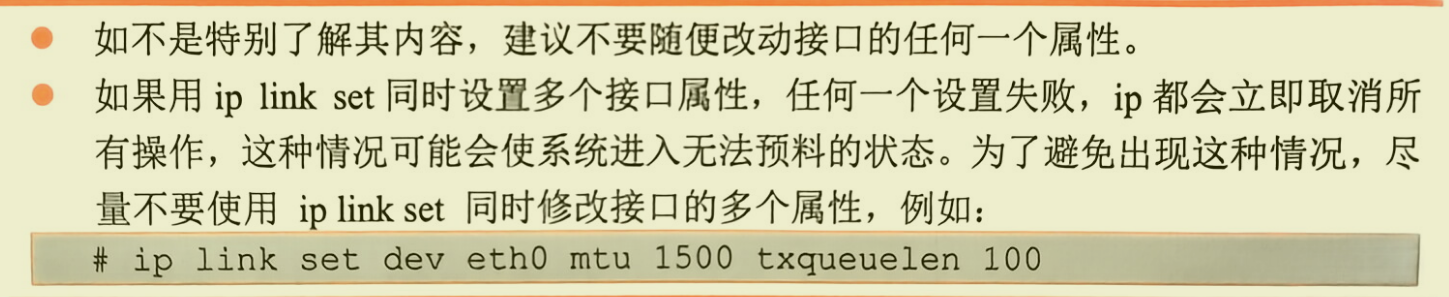 如不是特别了解其内容，建议不要随便改动接口的任何一个属性。
如果用 ip link set 同时设置多个接口属性，任何一个设置失败，ip 都会立即取消所
有操作，这种情况可能会使系统进入无法预料的状态。为了避免出现这种情况，尽
量不要使用 ip link set 同时修改接口的多个属性，例如：
# ip link set dev eth0 mtu 1500 txqueuelen 100